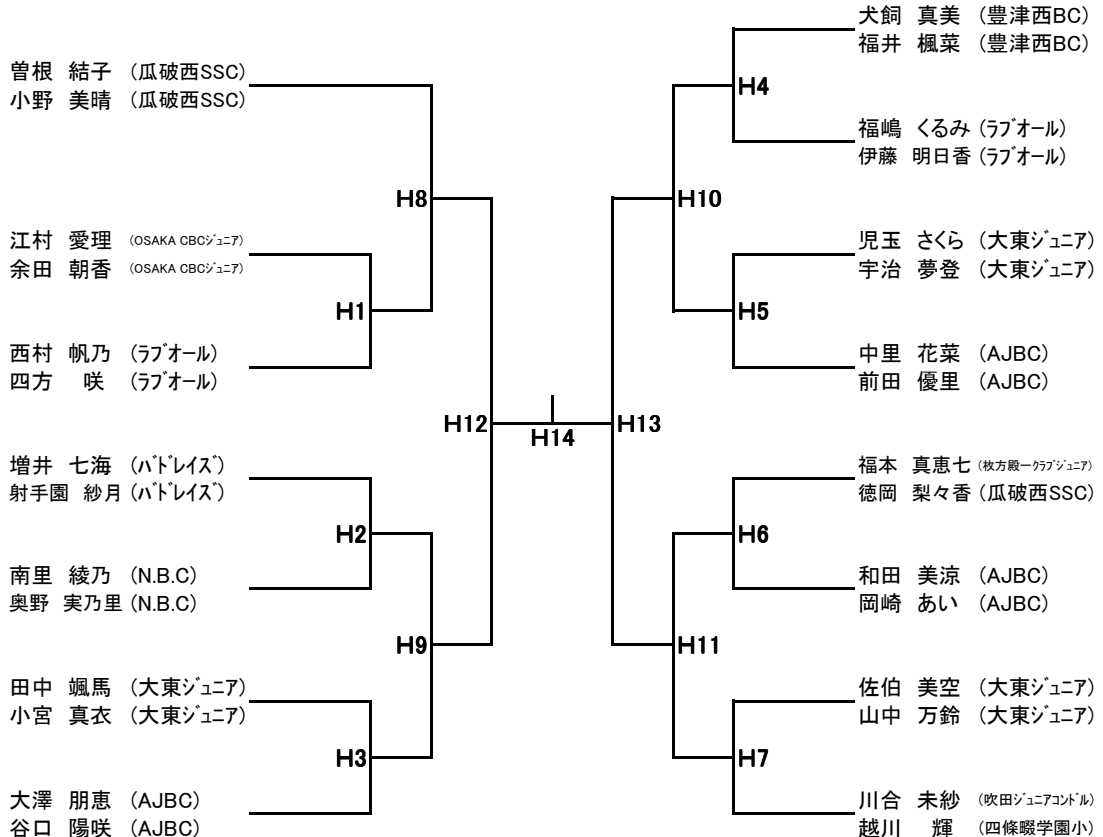 曽根 結子 (瓜破西SSC)
小野 美晴 (瓜破西SSC)
H8
江村 愛理 (OSAKA CBCｼﾞｭﾆｱ)
余田 朝香 (OSAKA CBCｼﾞｭﾆｱ)
H1
西村 帆乃 (ﾗﾌﾞｵｰﾙ)
四方 咲 (ﾗﾌﾞｵｰﾙ)
H12
増井 七海 (ﾊﾞﾄﾞﾚｲｽﾞ)
射手園 紗月 (ﾊﾞﾄﾞﾚｲｽﾞ)
H2
南里 綾乃 (N.B.C)
奥野 実乃里 (N.B.C)
H9
田中 颯馬 (大東ｼﾞｭﾆｱ)
小宮 真衣 (大東ｼﾞｭﾆｱ)
H3
大澤 朋恵 (AJBC)
谷口 陽咲 (AJBC)
H14
犬飼 真美 (豊津西BC)
福井 楓菜 (豊津西BC)
H4
福嶋 くるみ (ﾗﾌﾞｵｰﾙ)
伊藤 明日香 (ﾗﾌﾞｵｰﾙ)
H10
児玉 さくら (大東ｼﾞｭﾆｱ)
宇治 夢登 (大東ｼﾞｭﾆｱ)
H5
中里 花菜 (AJBC)
前田 優里 (AJBC)
H13
福本 真恵七 (枚方殿一ｸﾗﾌﾞｼﾞｭﾆｱ)
徳岡 梨々香 (瓜破西SSC)
H6
和田 美涼 (AJBC)
岡崎 あい (AJBC)
H11
佐伯 美空 (大東ｼﾞｭﾆｱ)
山中 万鈴 (大東ｼﾞｭﾆｱ)
H7
川合 未紗 (吹田ｼﾞｭﾆｱｺﾝﾄﾞﾙ)
越川 輝 (四條畷学園小)